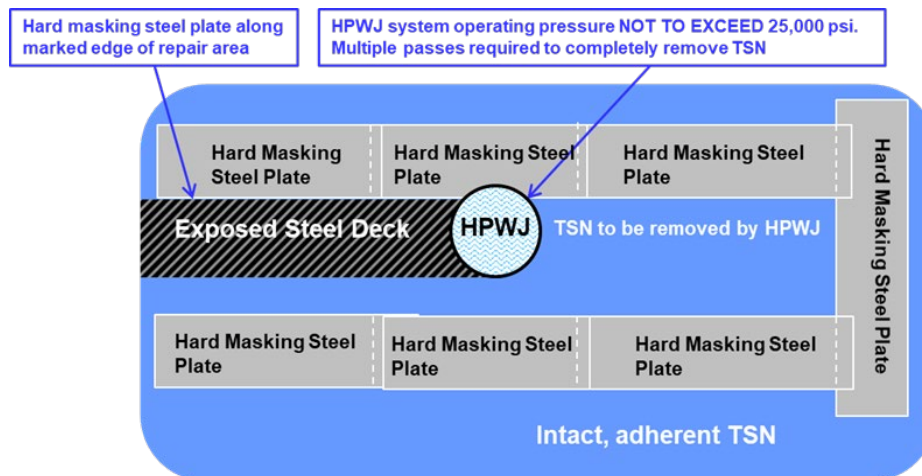 Hard masking steel plate along
marked edge of repair area
HPWJ system operating pressure NOT TO EXCEED 25,000 psi.
Multiple passes required to completely remove TSN
Hard Masking
Steel Plate
Hard Masking Steel
Plate
Hard Masking Steel
Plate
Hard Masking Steel Plate
Exposed Steel Deck
HPWJ
TSN to be removed by HPWJ
Hard Masking Steel
Plate
Hard Masking Steel
Plate
Hard Masking Steel
Plate
Intact, adherent TSN